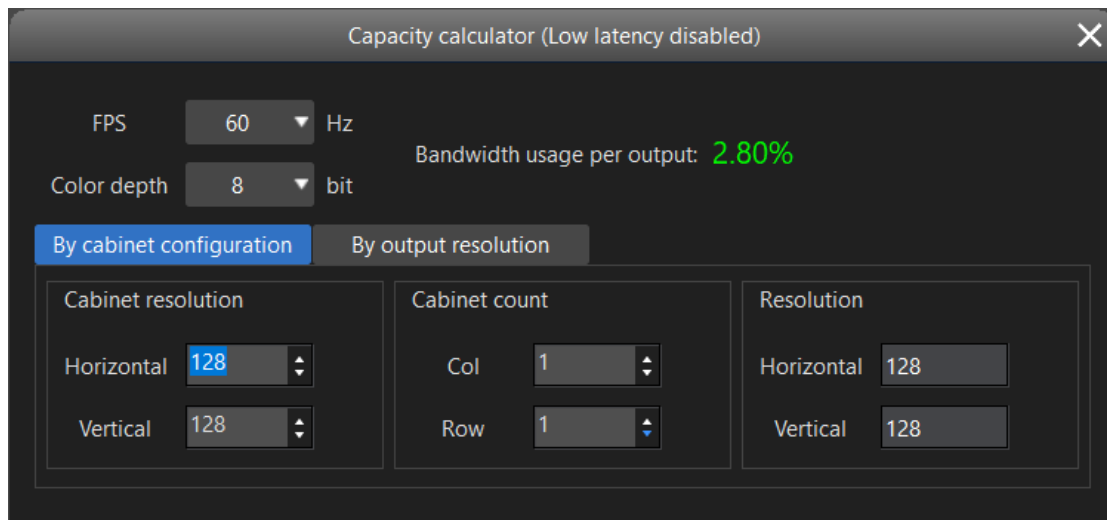 Capacity calculator (Low latency disabled)
FPS 60 Hz
Bandwidth usage per output: 2.80%
Color depth 8 bit
By cabinet configuration By output resolution
Cabinet resolution Cabinet count Resolution
Horizontal 128 Col 1 Horizontal 128
Vertical 128 Row 1 Vertical 128